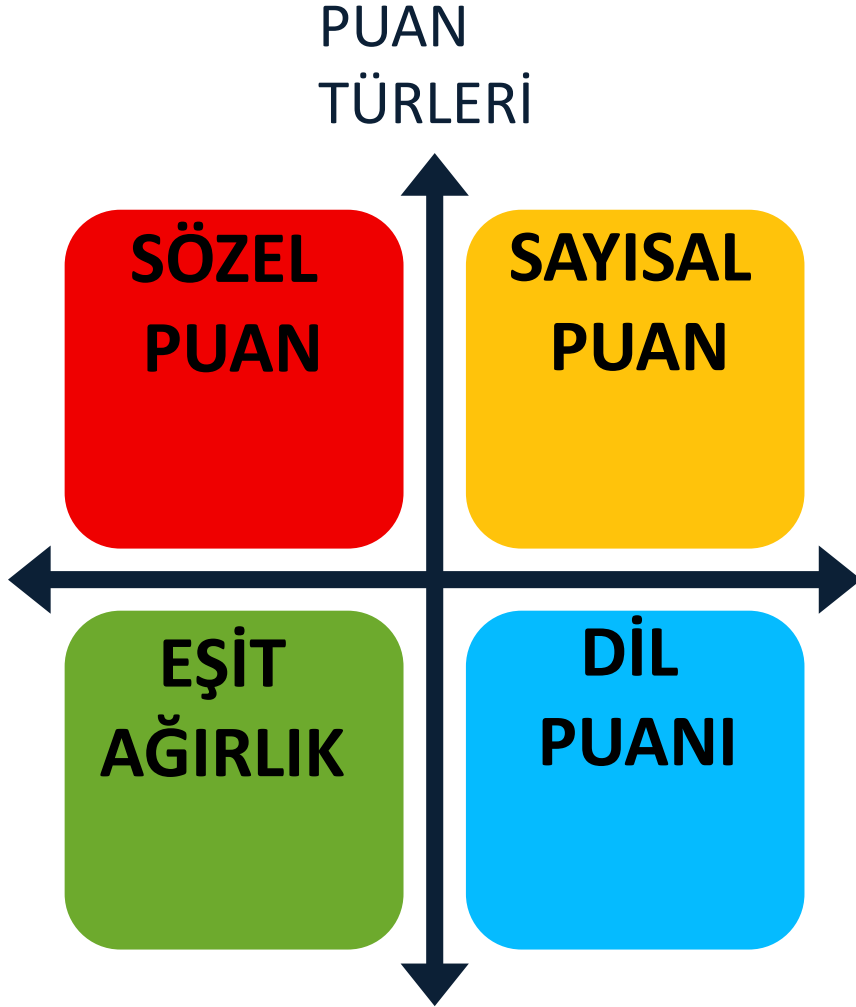 PUAN
TÜRLERİ
SÖZEL
PUAN
SAYISAL
PUAN
EŞİT
AĞIRLIK
DİL
PUANI